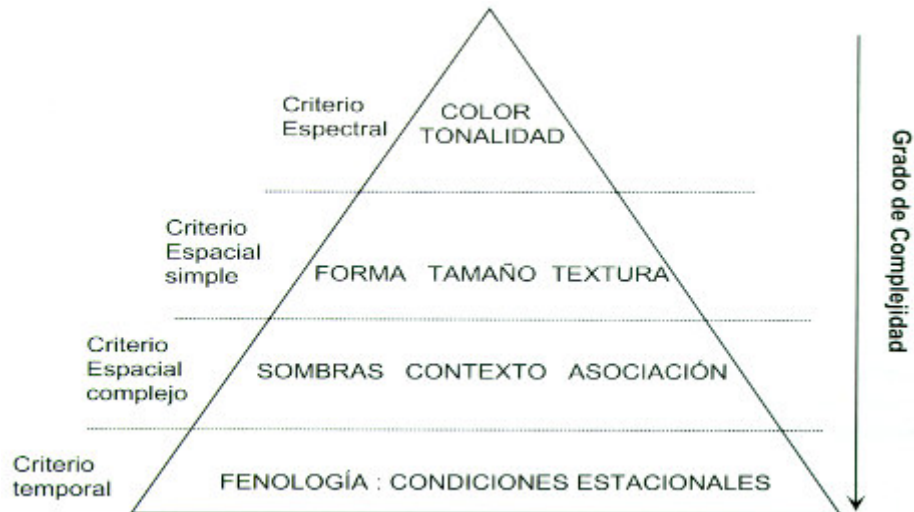 Criterio
Espectral
COLOR
TONALIDAD
Criterio
Espacial
simple
FORMA TAMAÑO TEXTURA
Criterio
Espacial
complejo
SOMBRAS CONTEXTO ASOCIACIÓN
Criterio
temporal
FENOLOGÍA : CONDICIONES ESTACIONALES
Grado de Complejidad